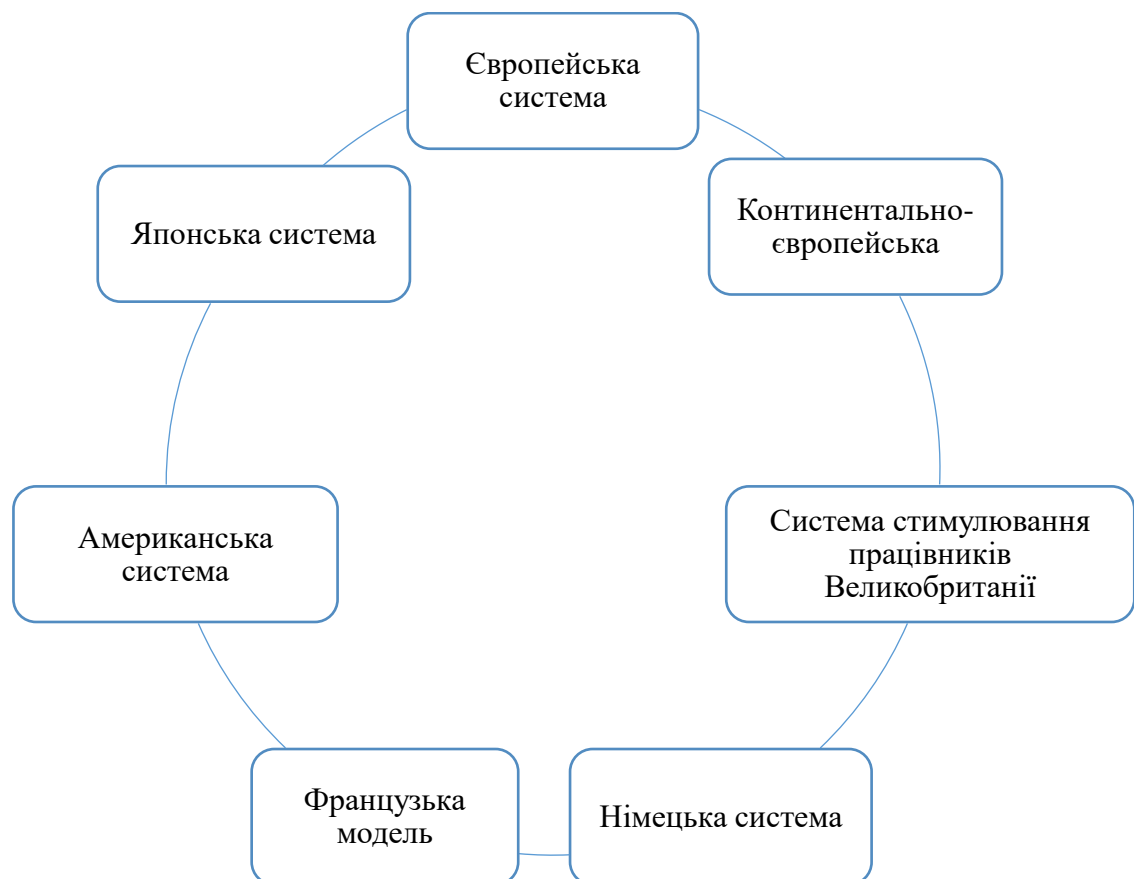 Європейська
система
Континентально-
європейська
Система стимулювання
працівників
Великобританії
Німецька система
Французька
модель
Американська
система
Японська система